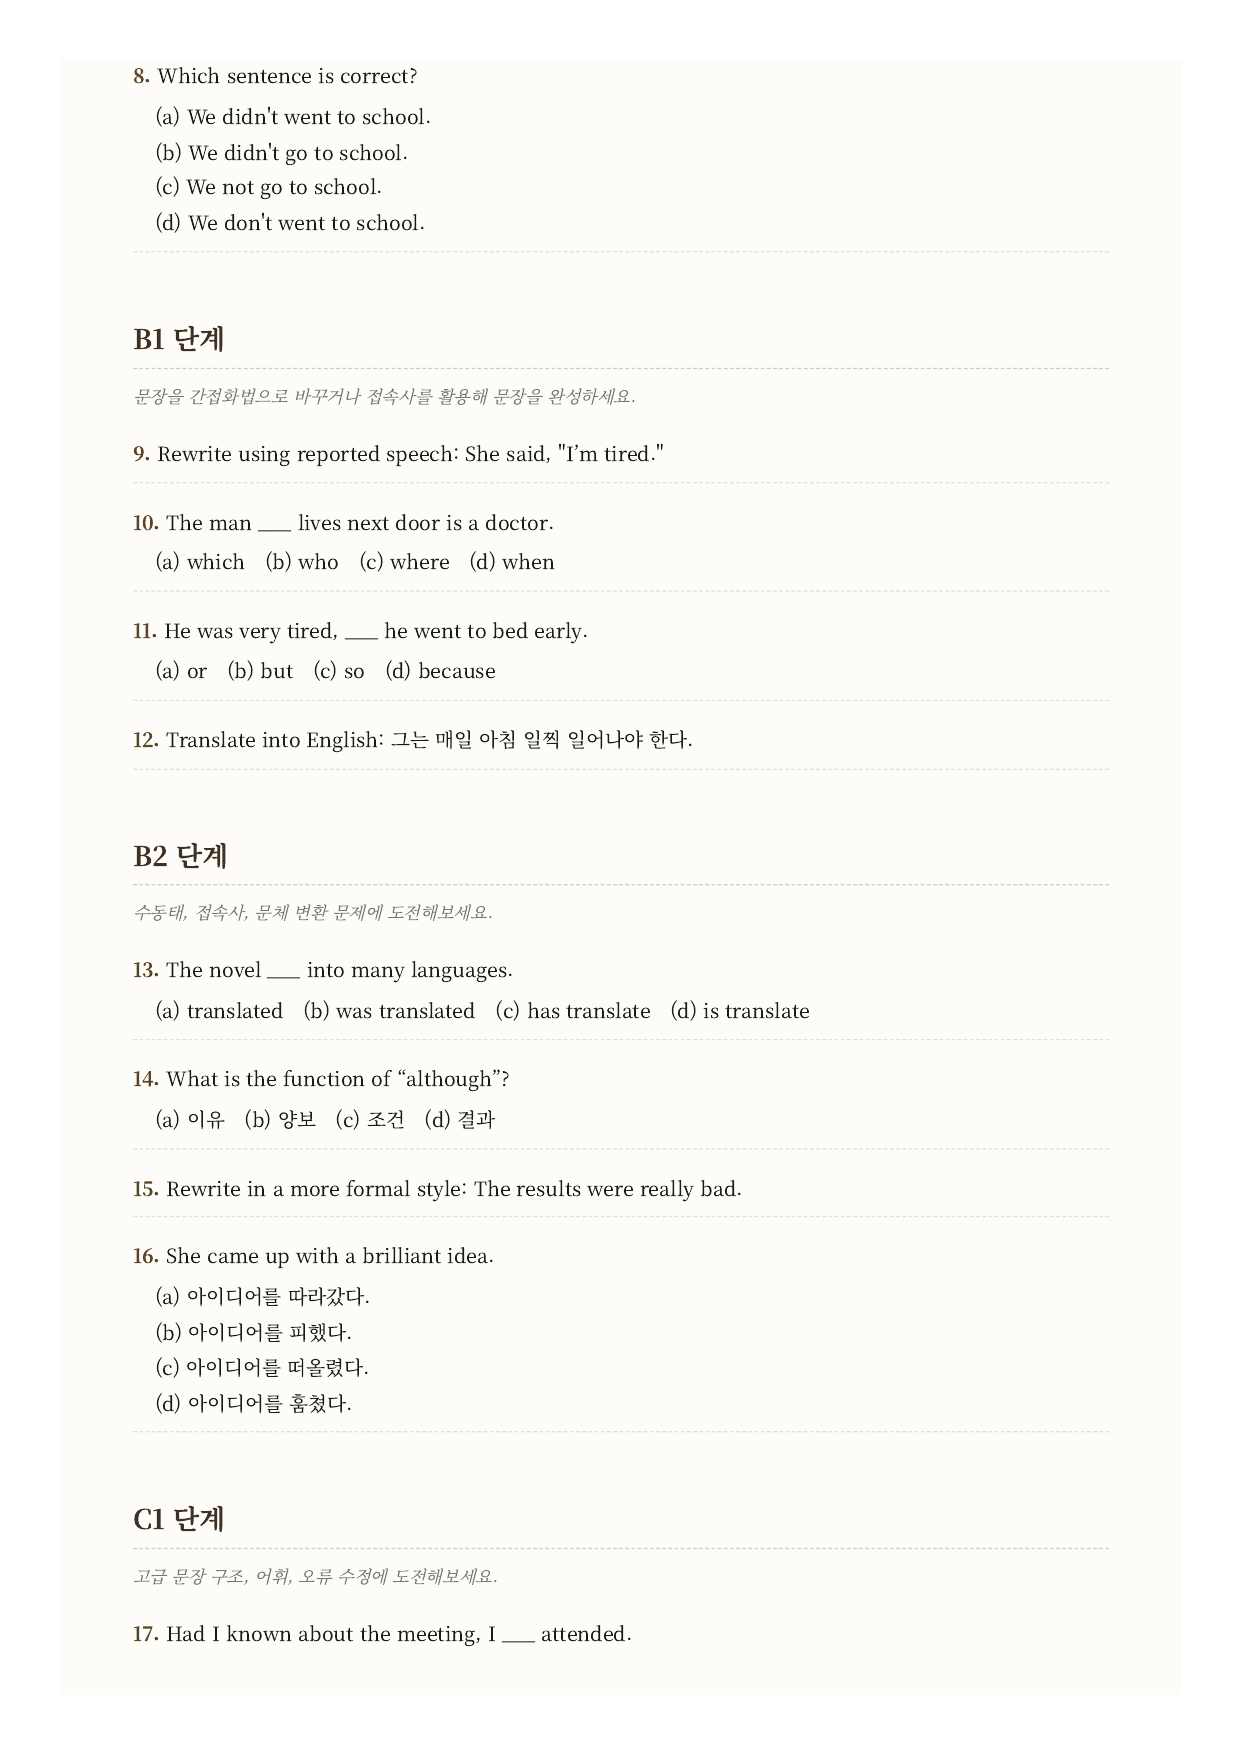 8. Which sentence is correct?
(a) We didn't went to school.
(b) We didn't go to school.
(c) We not go to school.
(d) We don't went to school.
B1 단계
문장을 간접화법으로 바꾸거나 접속사를 활용해 문장을 완성하세요.
9. Rewrite using reported speech: She said, "I’m tired."
10. The man ___ lives next door is a doctor.
(a) which (b) who (c) where (d) when
11. He was very tired, ___ he went to bed early.
(a) or (b) but (c) so (d) because
12. Translate into English: 그는 매일 아침 일찍 일어나야 한다.
B2 단계
수동태, 접속사, 문체 변환 문제에 도전해보세요.
13. The novel ___ into many languages.
(a) translated (b) was translated (c) has translate (d) is translate
14. What is the function of “although”?
(a) 이유 (b) 양보 (c) 조건 (d) 결과
15. Rewrite in a more formal style: The results were really bad.
16. She came up with a brilliant idea.
(a) 아이디어를 따라갔다.
(b) 아이디어를 피했다.
(c) 아이디어를 떠올렸다.
(d) 아이디어를 훔쳤다.
C1 단계
고급 문장 구조, 어휘, 오류 수정에 도전해보세요.
17. Had I known about the meeting, I ___ attended.